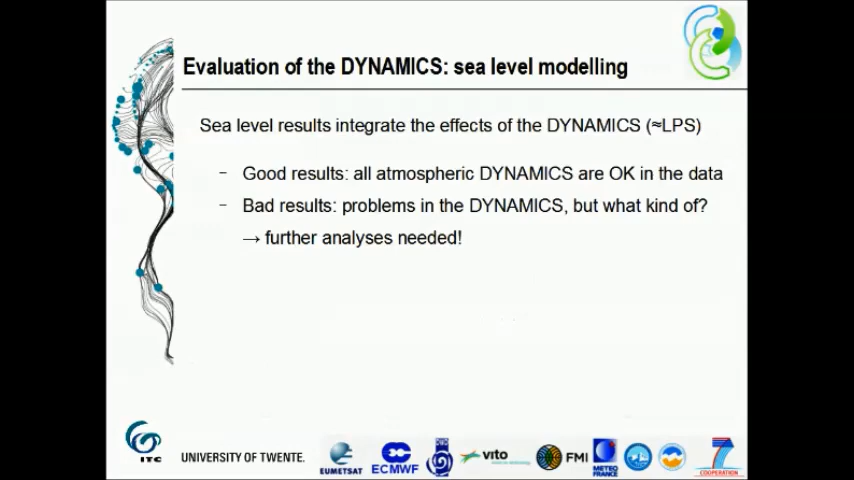 Evaluation of the DYNAMICS: sea level modelling
Sea level results integrate the effects of the DYNAMICS (≈LPS)
- Good results: all atmospheric DYNAMICS are OK in the data
- Bad results: problems in the DYNAMICS, but what kind of?
→ further analyses needed!
ITC
UNIVERSITY OF TWENTE.
EUMETSAT
ECMWF
vito
FMI
METEO
FRANCE
7
COOPERATION